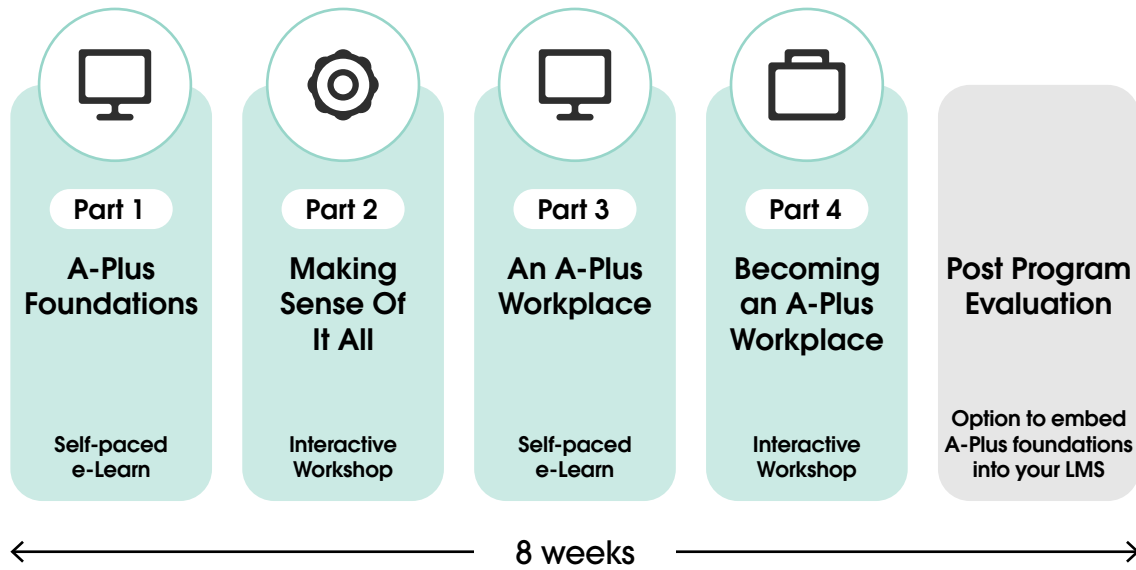 Part 1
A-Plus
Foundations
Self-paced
e-Learn
Part 2
Making
Sense Of
It All
Interactive
Workshop
Part 3
An A-Plus
Workplace
Self-paced
e-Learn
Part 4
Becoming
an A-Plus
Workplace
Interactive
Workshop
Post Program
Evaluation
Option to embed
A-Plus foundations
into your LMS
8 weeks